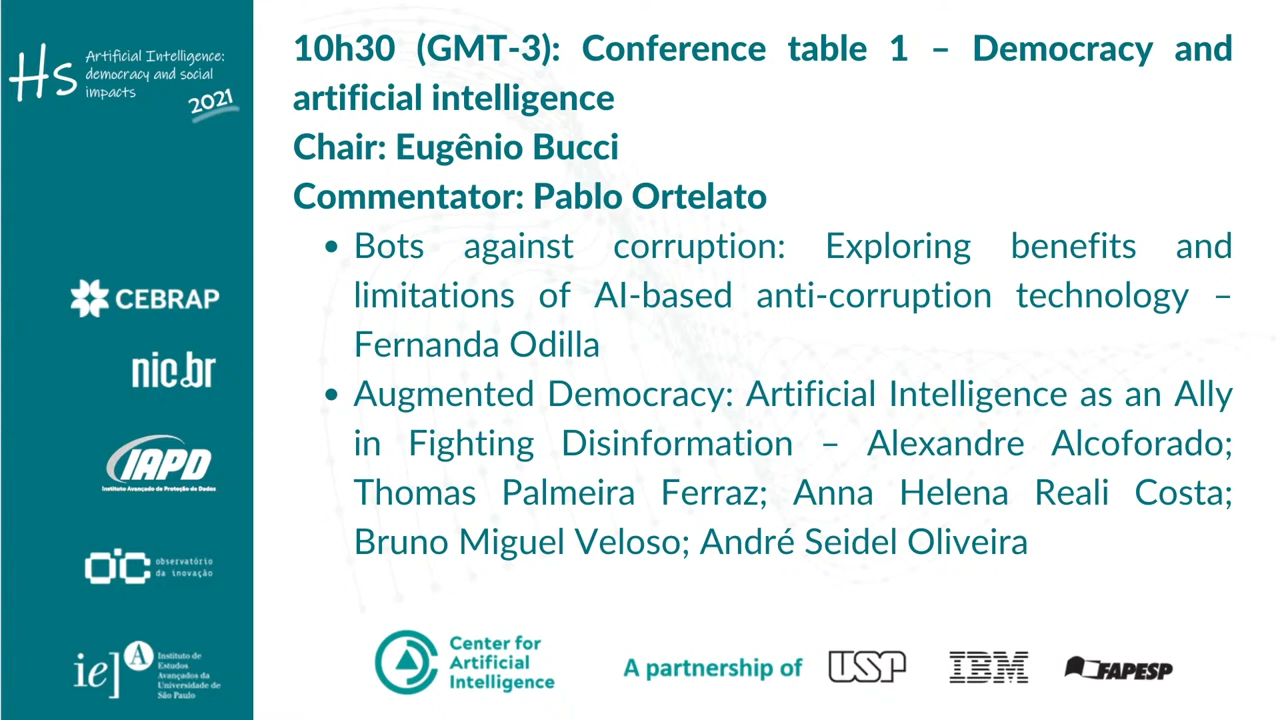 Hs
Artificial Intelligence:
democracy and social
impacts
2021
CEBRAP
nic.br
IAPD
Instituto Avançado de Proteção de Dados
oic
observatório
da inovação
ie]A
Instituto de
Estudos
Avançados da
Universidade de
São Paulo
10h30 (GMT-3): Conference table 1 – Democracy and
artificial intelligence
Chair: Eugênio Bucci
Commentator: Pablo Ortelato
• Bots against corruption: Exploring benefits and
limitations of AI-based anti-corruption technology –
Fernanda Odilla
• Augmented Democracy: Artificial Intelligence as an Ally
in Fighting Disinformation – Alexandre Alcoforado;
Thomas Palmeira Ferraz; Anna Helena Reali Costa;
Bruno Miguel Veloso; André Seidel Oliveira
Center for
Artificial
Intelligence
A partnership of
USP
IBM
FAPESP